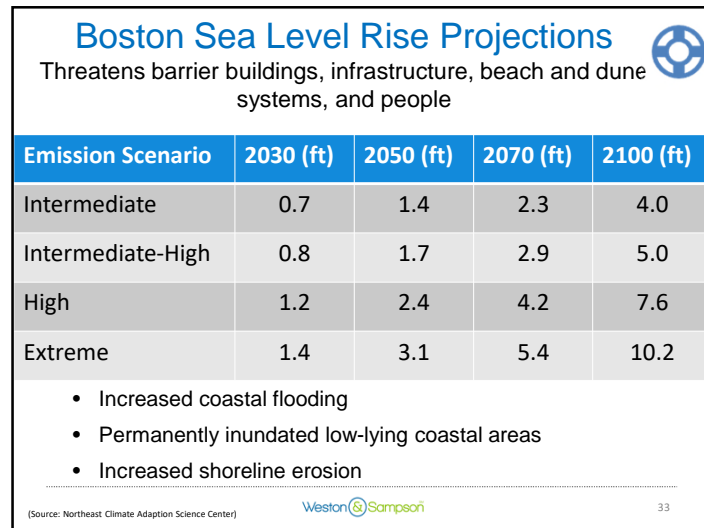 Boston Sea Level Rise Projections
Threatens barrier buildings, infrastructure, beach and dune
systems, and people
Emission Scenario 2030 (ft) 2050 (ft) 2070 (ft) 2100 (ft)
Intermediate 0.7 1.4 2.3 4.0
Intermediate-High 0.8 1.7 2.9 5.0
High 1.2 2.4 4.2 7.6
Extreme 1.4 3.1 5.4 10.2
• Increased coastal flooding
• Permanently inundated low-lying coastal areas
• Increased shoreline erosion
(Source: Northeast Climate Adaption Science Center) Weston & Sampson 33